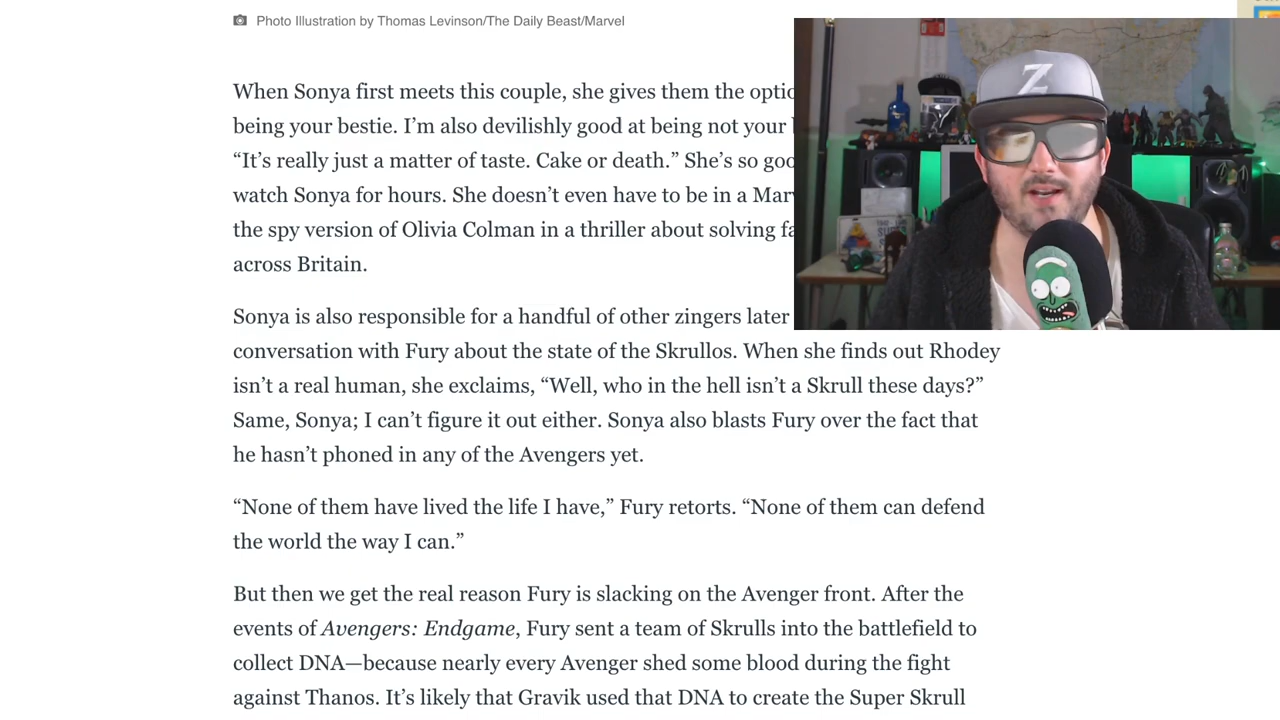 Photo Illustration by Thomas Levinson/The Daily Beast/Marvel
When Sonya first meets this couple, she gives them the
being your bestie. I’m also devilishly good at being not your
“It’s really just a matter of taste. Cake or death.” She’s so
watch Sonya for hours. She doesn’t even have to be in a
the spy version of Olivia Colman in a thriller about solving
across Britain.
Sonya is also responsible for a handful of other zingers later
conversation with Fury about the state of the Skrullos. When she finds out Rhodey
isn’t a real human, she exclaims, “Well, who in the hell isn’t a Skrull these days?”
Same, Sonya; I can’t figure it out either. Sonya also blasts Fury over the fact that
he hasn’t phoned in any of the Avengers yet.
“None of them have lived the life I have,” Fury retorts. “None of them can defend
the world the way I can.”
But then we get the real reason Fury is slacking on the Avenger front. After the
events of Avengers: Endgame, Fury sent a team of Skrulls into the battlefield to
collect DNA—because nearly every Avenger shed some blood during the fight
against Thanos. It’s likely that Gravik used that DNA to create the Super Skrull
Z